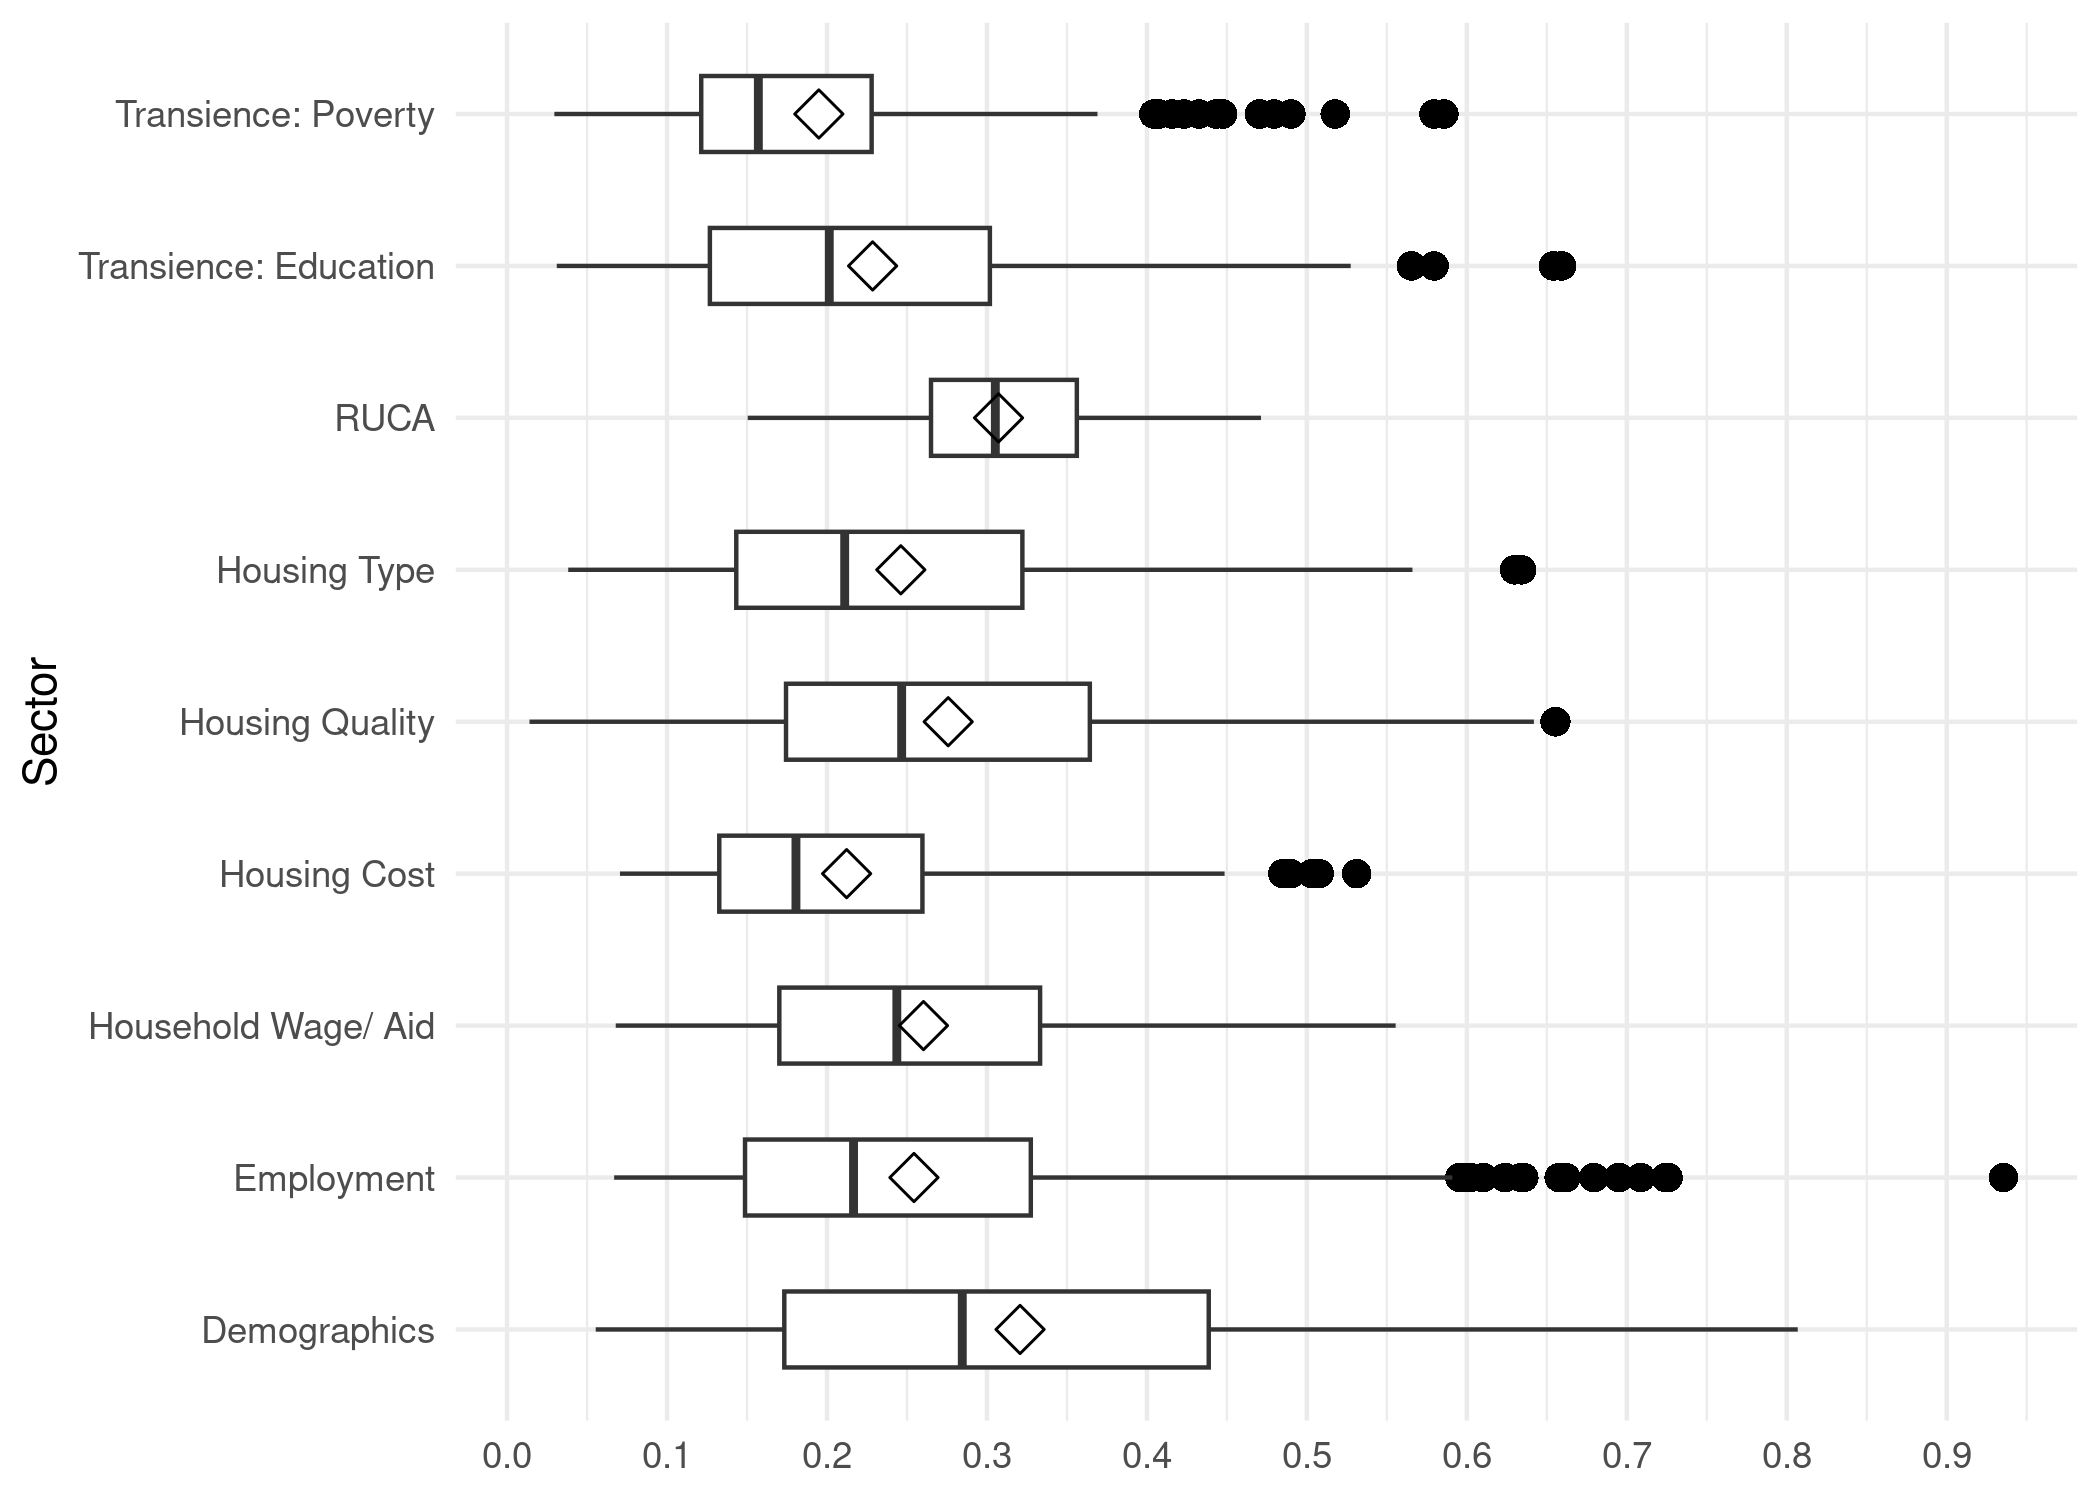 Transience: Poverty
Transience: Education
RUCA
Housing Type
Housing Quality
Housing Cost
Household Wage/ Aid
Employment
Demographics
Sector
0.0 0.1 0.2 0.3 0.4 0.5 0.6 0.7 0.8 0.9